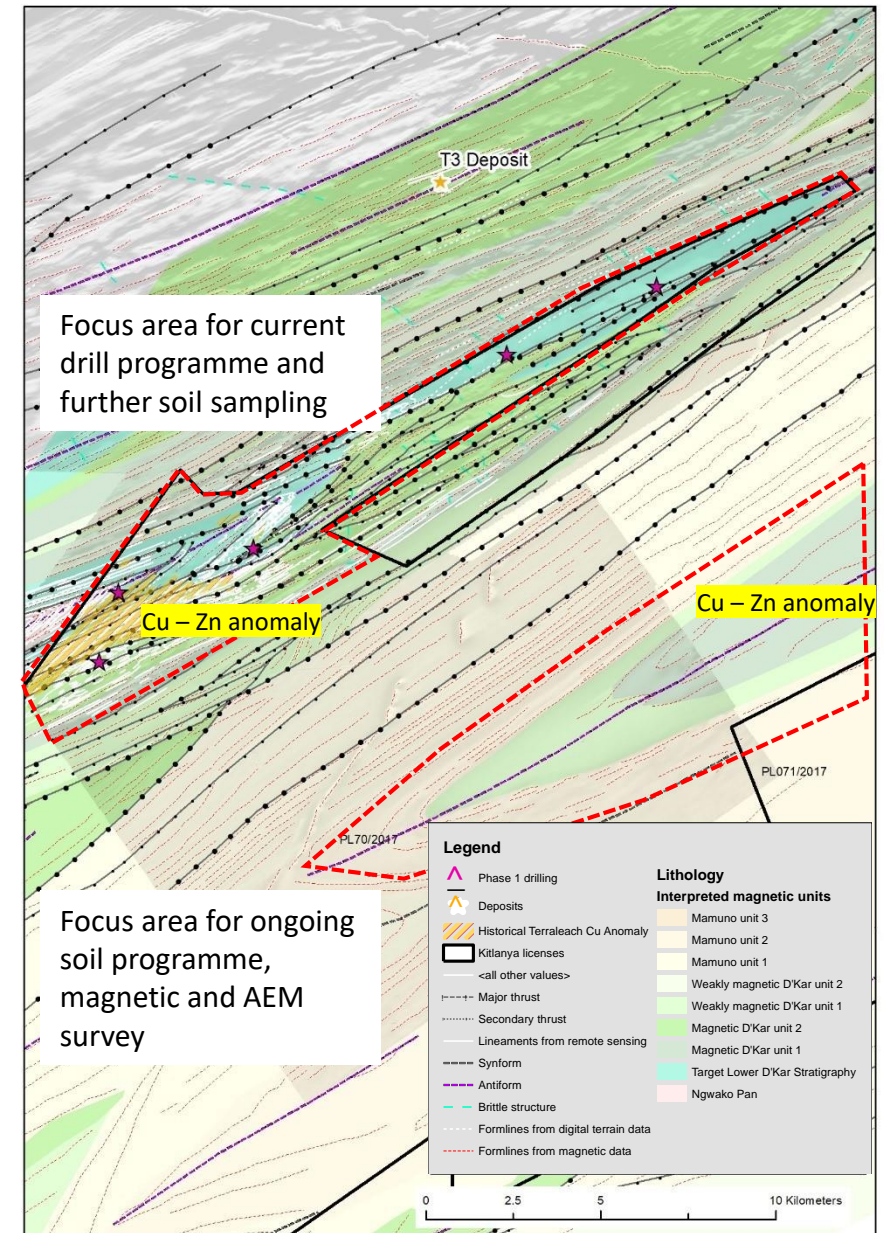 T3 Deposit
Focus area for current
drill programme and
further soil sampling
Cu – Zn anomaly
Cu – Zn anomaly
PL071/2017
PL70/2017
Focus area for ongoing
soil programme,
magnetic and AEM
survey
Legend
Phase 1 drilling
Deposits
Historical Terraleach Cu Anomaly
Kitlanya licenses
<all other values>
Major thrust
Secondary thrust
Lineaments from remote sensing
Synform
Antiform
Brittle structure
Formlines from digital terrain data
Formlines from magnetic data
Lithology
Interpreted magnetic units
Mamuno unit 3
Mamuno unit 2
Mamuno unit 1
Weakly magnetic D'Kar unit 2
Weakly magnetic D'Kar unit 1
Magnetic D'Kar unit 2
Magnetic D'Kar unit 1
Target Lower D'Kar Stratigraphy
Ngwako Pan
0 2.5 5 10 Kilometers